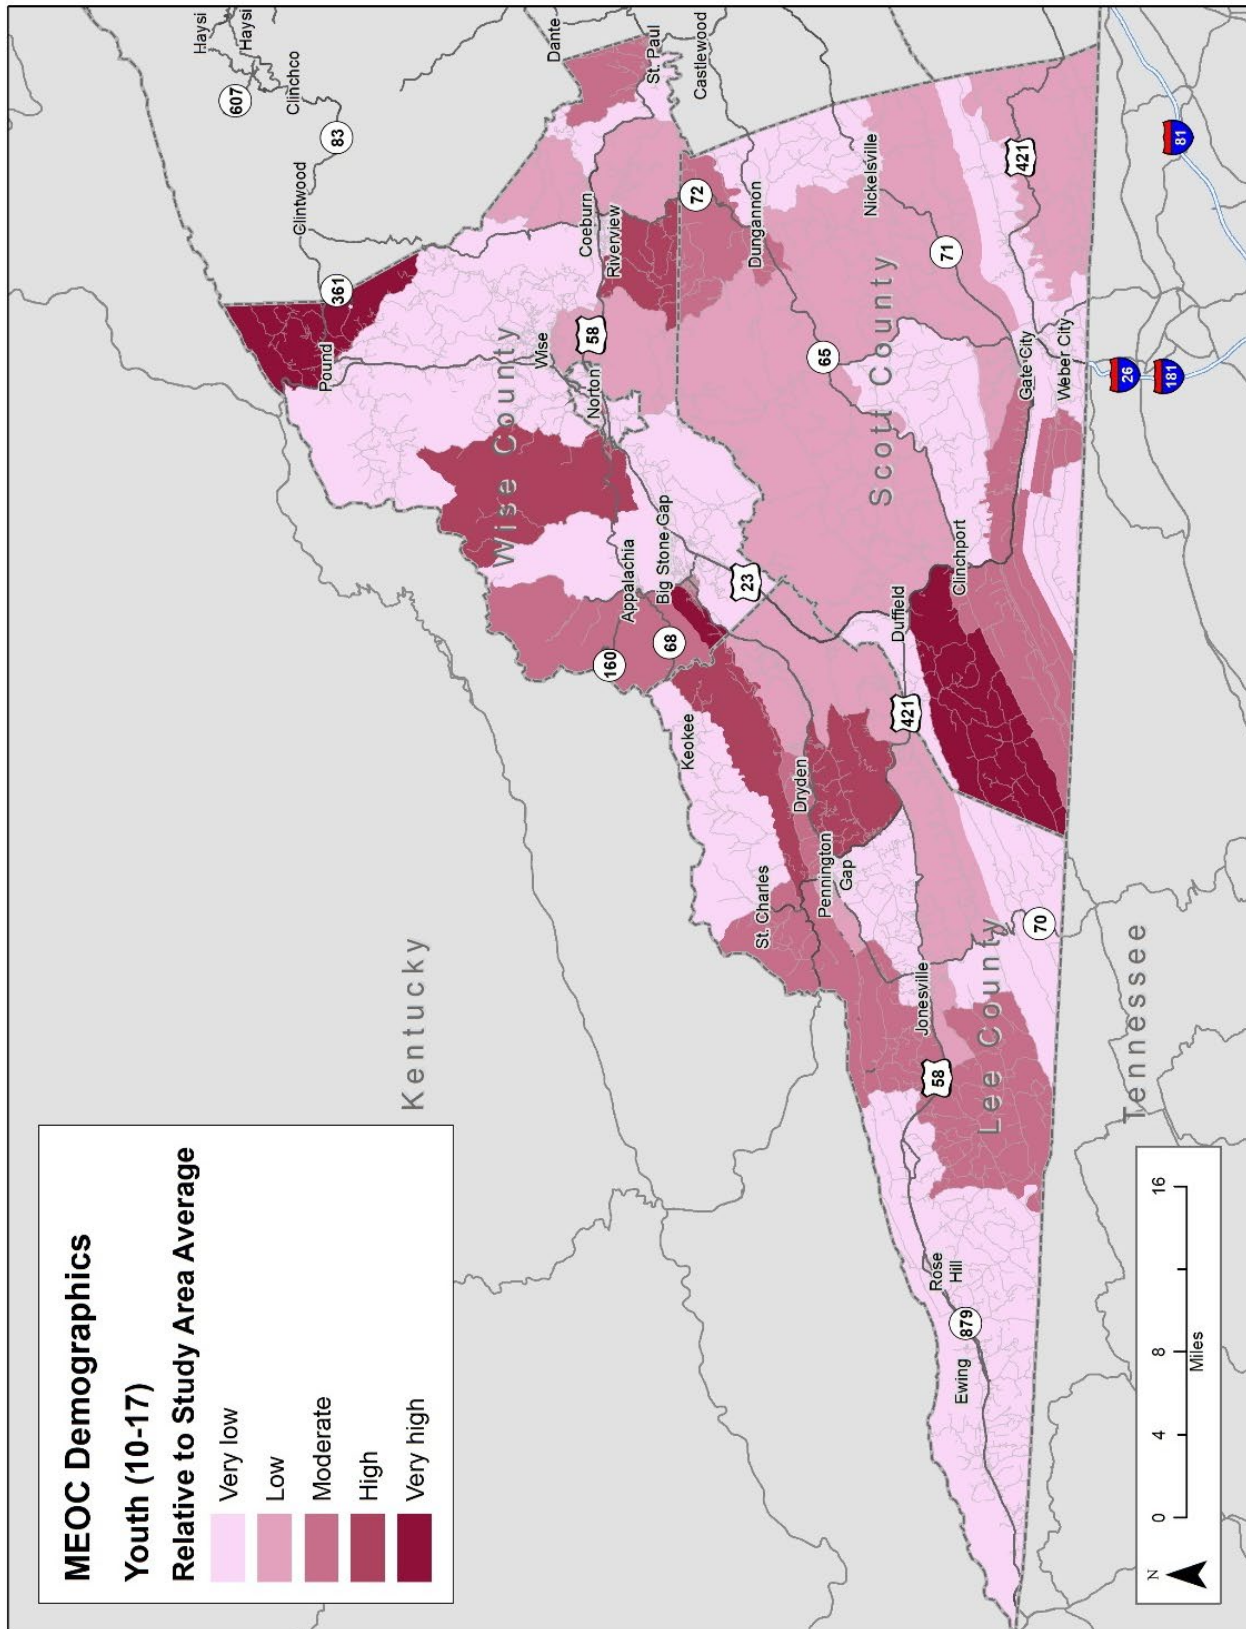 MEOC Demographics
Youth (10-17)
Relative to Study Area Average
Very low
Low
Moderate
High
Very high
Kentucky
Tennessee
Wise County
Scott County
Lee County
Haysi
Haysi
607
Clinchco
83
Clintwood
361
Pound
Dante
St. Paul
Castlewood
Coeburn
Riverview
72
Wise
58
Norton
Dungannon
Nickelsville
65
71
421
Appalachia
Big Stone Gap
160
68
23
Keokee
Gate City
Weber City
26
181
81
Clinchport
Duffield
421
Dryden
St. Charles
Pennington
Gap
Jonesville
70
58
Rose
Hill
879
Ewing
N
0
4
8
16
Miles